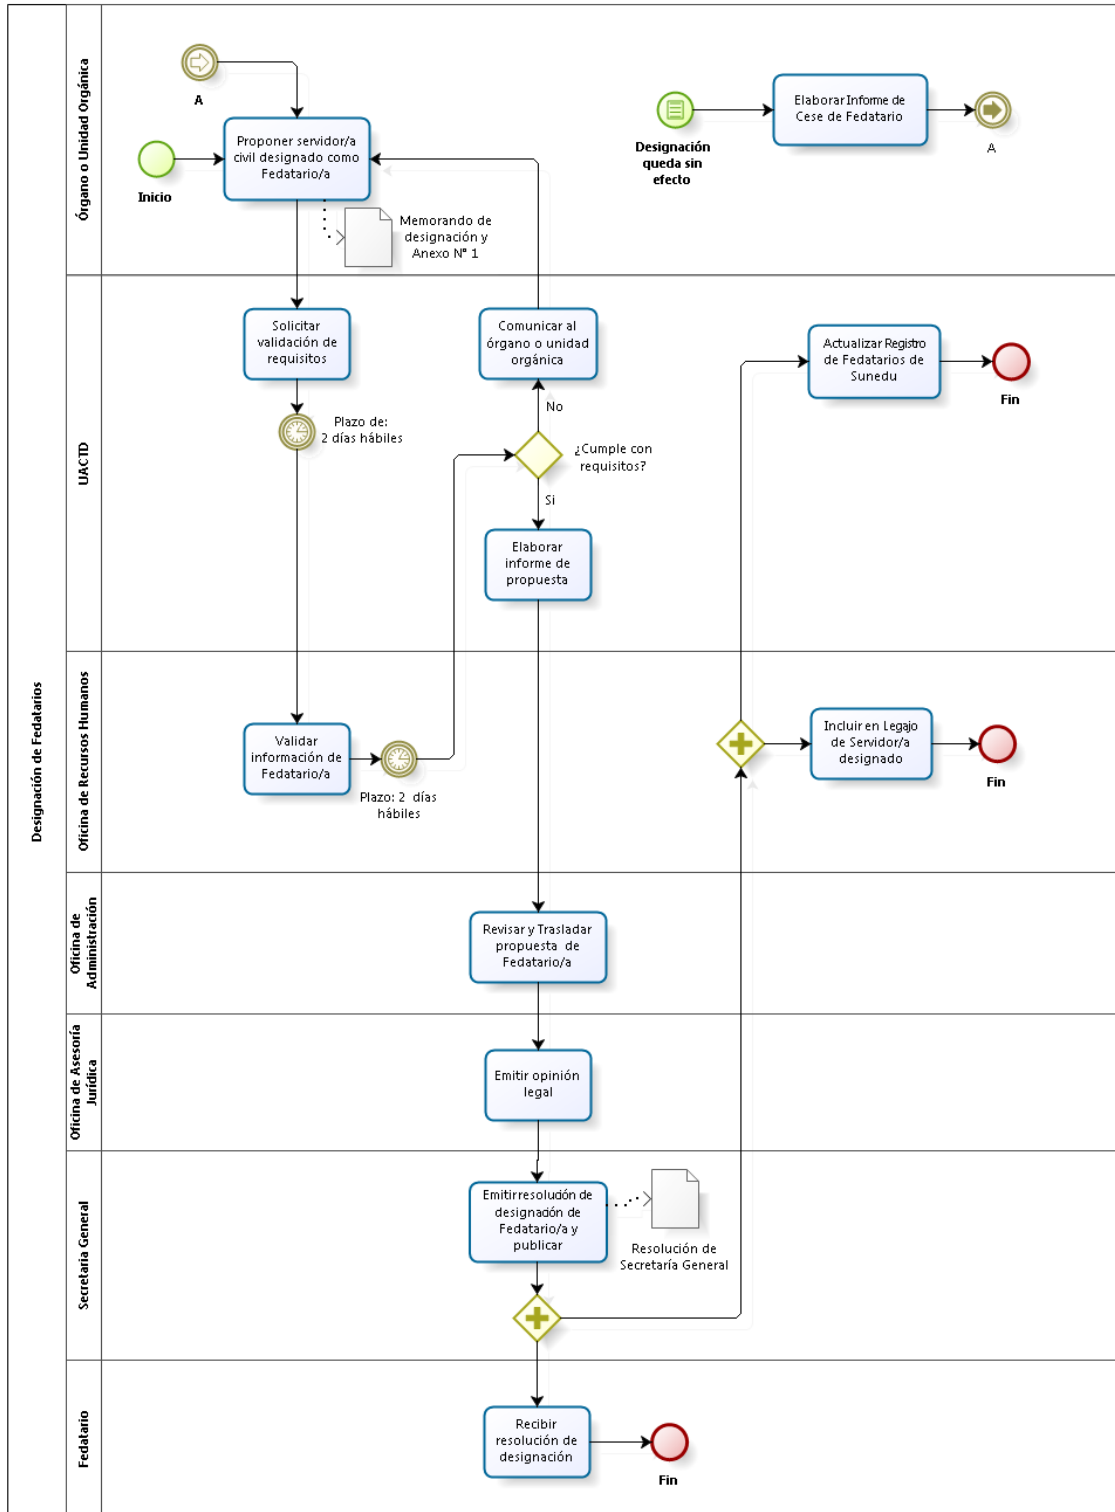 Designación de Fedatarios
Órgano o Unidad Orgánica
A
Inicio
Proponer servidor/a
civil designado como
Fedatario/a
Memorando de
designación y
Anexo N° 1
Designación
queda sin
efecto
Elaborar Informe de
Cese de Fedatario
A
UACTD
Solicitar
validación de
requisitos
Plazo de:
2 días hábiles
Comunicar al
órgano o unidad
orgánica
No
¿Cumple con
requisitos?
Si
Elaborar
informe de
propuesta
Actualizar Registro
de Fedatarios de
Sunedu
Fin
Oficina de Recursos Humanos
Validar
información de
Fedatario/a
Plazo: 2 días
hábiles
Incluir en Legajo
de Servidor/a
designado
Fin
Oficina de
Administración
Revisar y Trasladar
propuesta de
Fedatario/a
Oficina de Asesoría
Jurídica
Emitir opinión
legal
Secretaria General
Emitir resolución de
designación de
Fedatario/a y
publicar
Resolución de
Secretaría General
Fedatario
Recibir
resolución de
designación
Fin